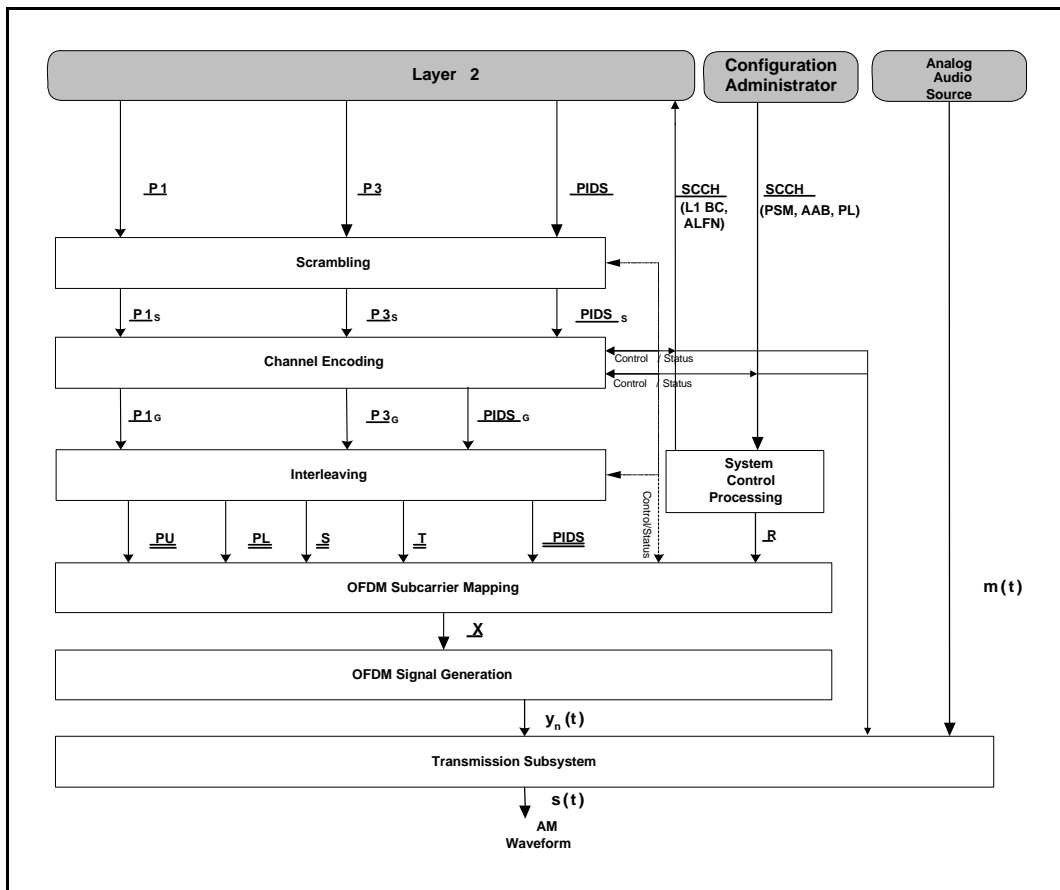 Layer 2
Configuration
Administrator
Analog
Audio
Source
P1
P3
PIDS
SCCH
(L1 BC,
ALFN)
SCCH
(PSM, AAB, PL)
Scrambling
P1S
P3S
PIDS S
Channel Encoding
Control / Status
Control / Status
P1G
P3G
PIDS G
Interleaving
System
Control
Processing
Control/Status
PU
PL
S
T
PIDS
R
OFDM Subcarrier Mapping
m(t)
X
OFDM Signal Generation
yn(t)
Transmission Subsystem
s(t)
AM
Waveform